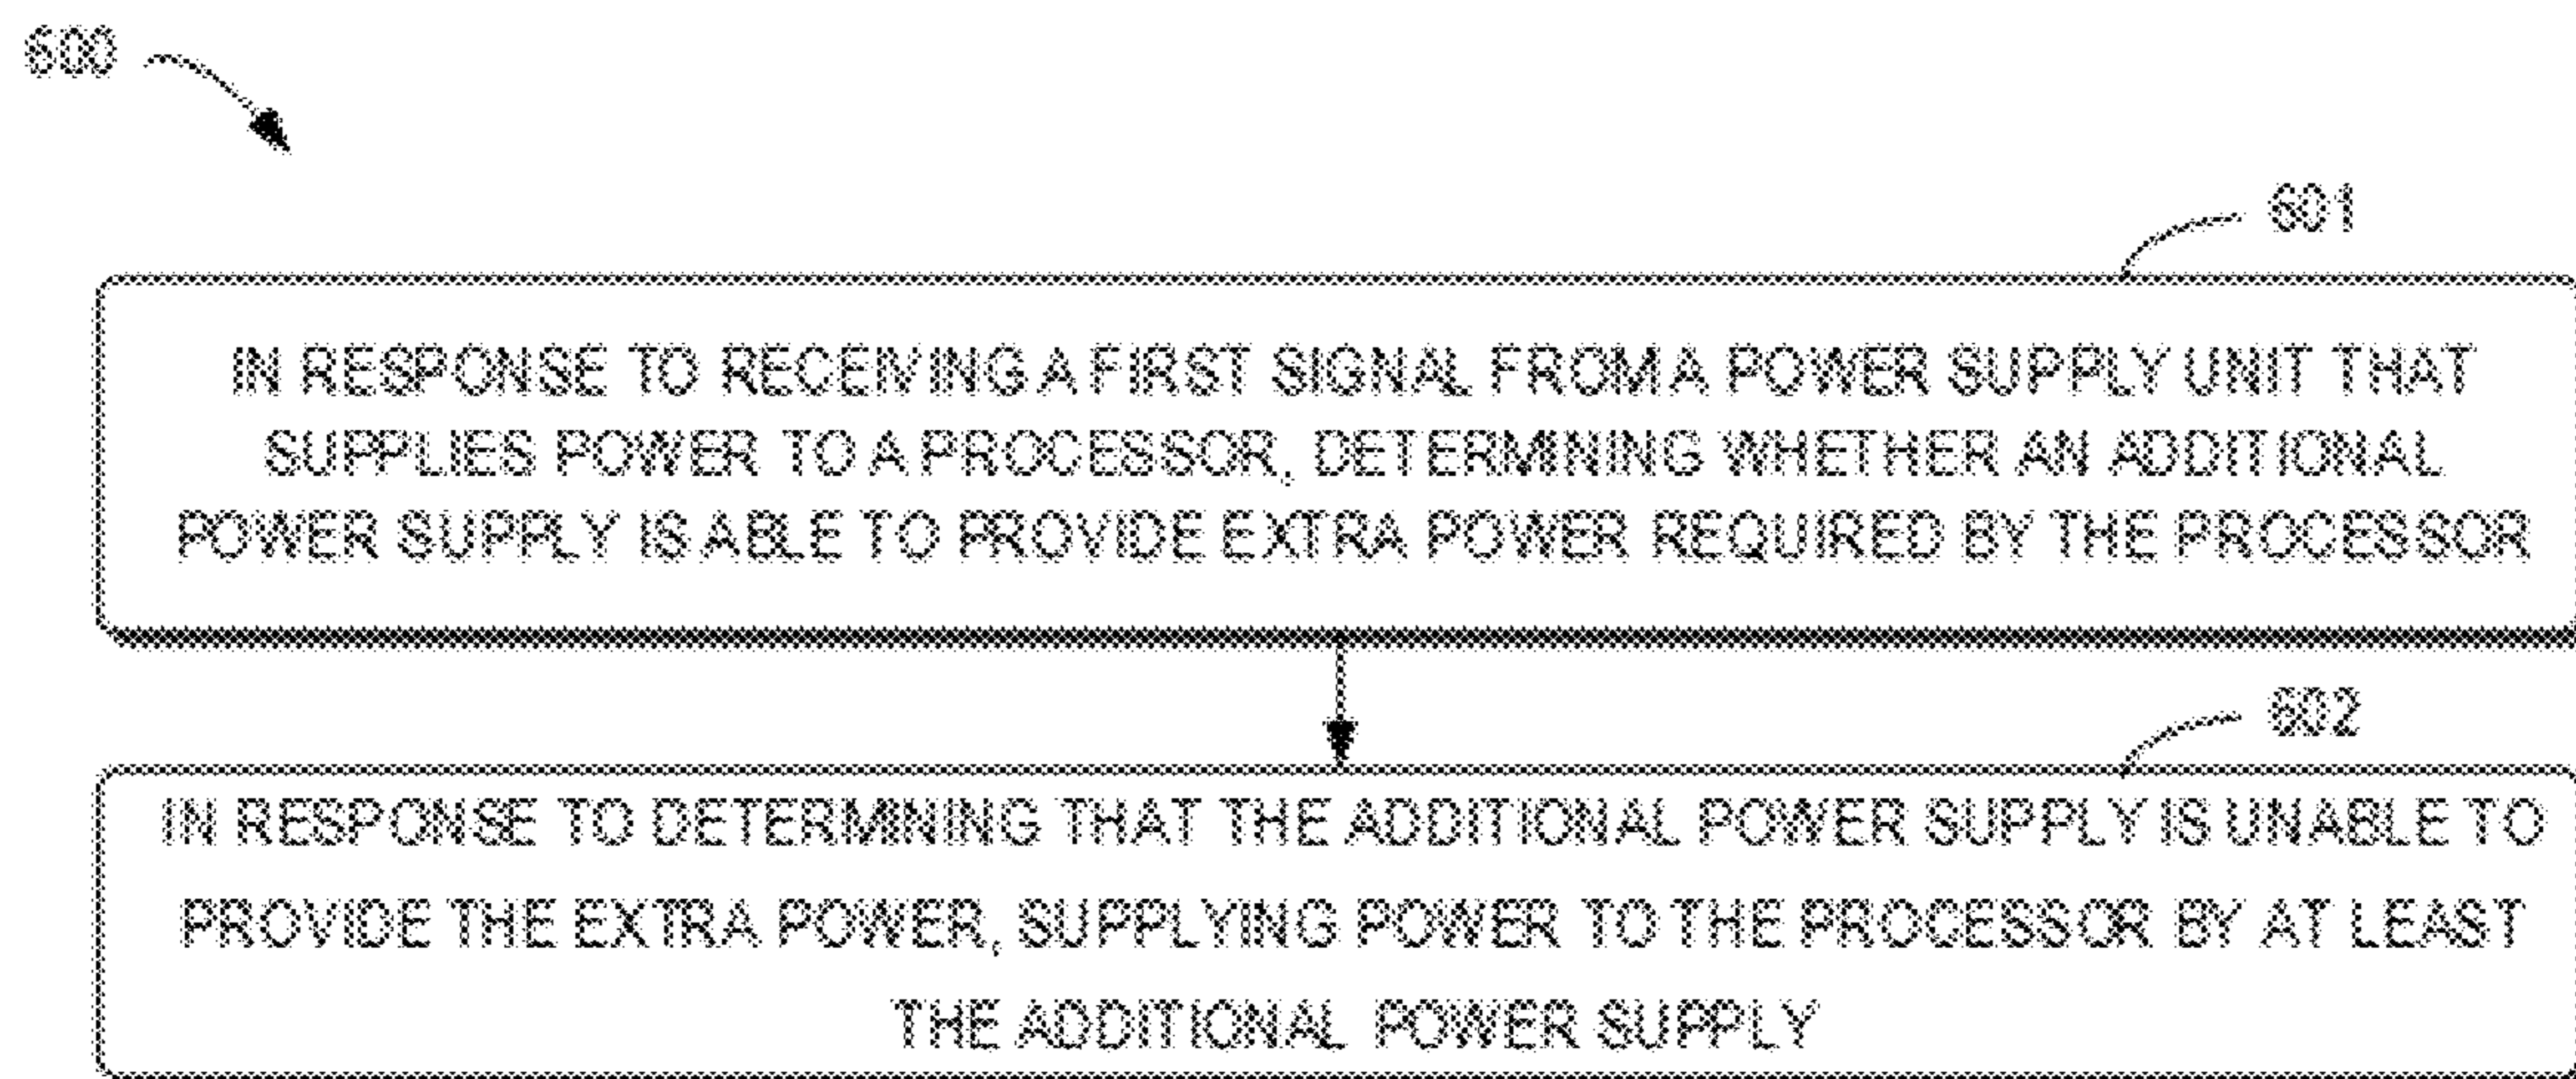 600
601
IN RESPONSE TO RECEIVING A FIRST SIGNAL FROM A POWER SUPPLY UNIT THAT
SUPPLIES POWER TO A PROCESSOR, DETERMINING WHETHER AN ADDITIONAL
POWER SUPPLY IS ABLE TO PROVIDE EXTRA POWER REQUIRED BY THE PROCESSOR
602
IN RESPONSE TO DETERMINING THAT THE ADDITIONAL POWER SUPPLY IS UNABLE TO
PROVIDE THE EXTRA POWER, SUPPLYING POWER TO THE PROCESSOR BY AT LEAST
THE ADDITIONAL POWER SUPPLY